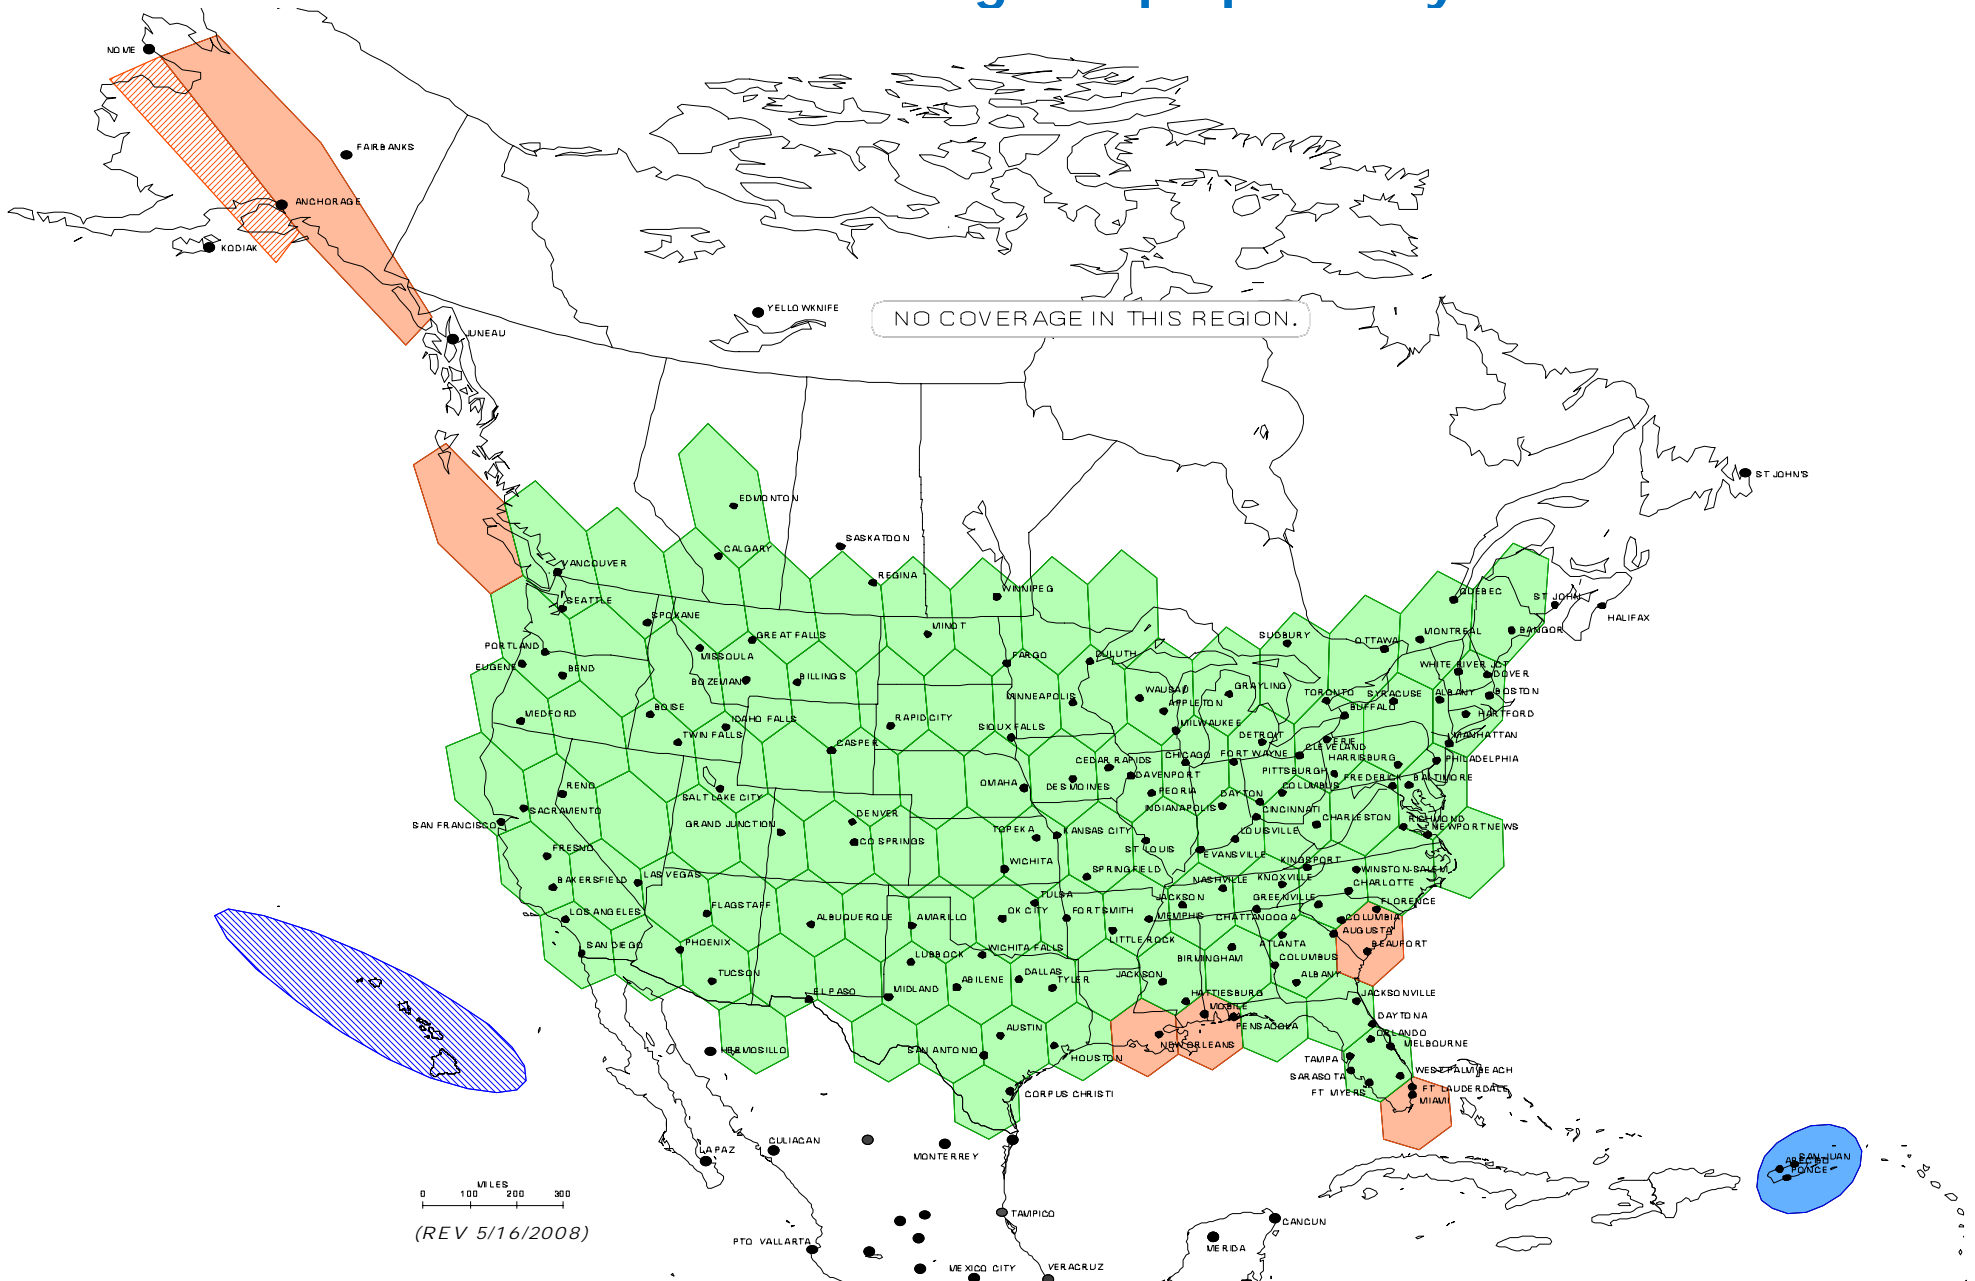 NOME
FAIRBANKS
ANCHORAGE
KODIAK
JUNEAU
YELLOWKNIFE
NO COVERAGE IN THIS REGION.
ST JOHN'S
EDMONTON
SASKATOON
CALGARY
VANCOUVER
REGINA
WINNIPEG
QUEBEC
ST JOHN
HALIFAX
SEATTLE
SPOKANE
GREAT FALLS
MINOT
SUDBURY
OTTAWA
MONTREAL
BANGOR
PORTLAND
MISSOULA
FARGO
DULUTH
EUGENE
BEND
BOZEMAN
BILLINGS
WHITE RIVER JCT
DOVER
MINNEAPOLIS
WAUSAU
GRAYLING
TORONTO
SYRACUSE
ALBANY
BOSTON
MEDFORD
BOISE
IDAHO FALLS
RAPID CITY
SIOUX FALLS
APPLETON
BUFFALO
HARTFORD
TWIN FALLS
CASPER
MILWAUKEE
DETROIT
ERIE
MANHATTAN
CEDAR RAPIDS
CHICAGO
FORT WAYNE
CLEVELAND
HARRISBURG
PHILADELPHIA
RENO
SALT LAKE CITY
OMAHA
DES MOINES
DAVENPORT
PITTSBURGH
FREDERICK
BALTIMORE
SACRAMENTO
PEORIA
INDIANAPOLIS
DAYTON
COLUMBUS
SAN FRANCISCO
GRAND JUNCTION
DENVER
CINCINNATI
CHARLESTON
RICHMOND
NEWPORT NEWS
CO SPRINGS
TOPEKA
KANSAS CITY
ST LOUIS
LOUISVILLE
FRESNO
WICHITA
EVANSVILLE
KINGSPORT
BAKERSFIELD
LAS VEGAS
SPRINGFIELD
NASHVILLE
KNOXVILLE
WINSTON-SALEM
CHARLOTTE
TULSA
JACKSON
GREENVILLE
FLORENCE
LOS ANGELES
FLAGSTAFF
ALBUQUERQUE
AMARILLO
OK CITY
FORT SMITH
MEMPHIS
CHATTANOOGA
COLUMBIA
SAN DIEGO
PHOENIX
WICHITA FALLS
LITTLE ROCK
ATLANTA
AUGUSTA
BEAUFORT
LUBBOCK
BIRMINGHAM
COLUMBUS
TUCSON
ABILENE
DALLAS
TYLER
JACKSON
ALBANY
EL PASO
MIDLAND
HATTIESBURG
JACKSONVILLE
MOBILE
PENSACOLA
DAYTONA
AUSTIN
NEW ORLEANS
ORLANDO
MELBOURNE
HERMOSILLO
SAN ANTONIO
HOUSTON
TAMPA
SARASOTA
WEST PALM BEACH
FT MYERS
FT LAUDERDALE
MIAMI
CORPUS CHRISTI
LA PAZ
CULIACAN
MONTERREY
SAN JUAN
PONCE
MILES
0 100 200 300
(REV 5/16/2008)
TAMPICO
PTO VALLARTA
CANCUN
MERIDA
MEXICO CITY
VERACRUZ